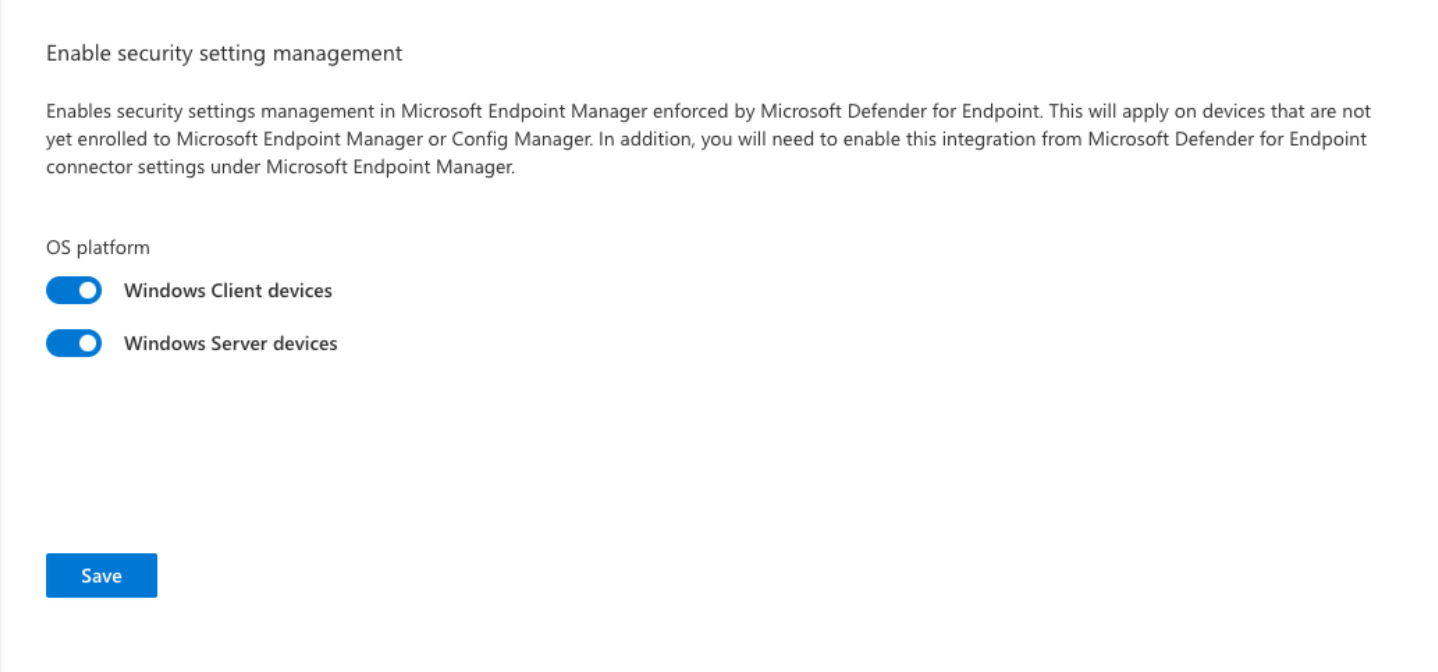 Enable security setting management
Enables security settings management in Microsoft Endpoint Manager enforced by Microsoft Defender for Endpoint. This will apply on devices that are not
yet enrolled to Microsoft Endpoint Manager or Config Manager. In addition, you will need to enable this integration from Microsoft Defender for Endpoint
connector settings under Microsoft Endpoint Manager.
OS platform
Windows Client devices
Windows Server devices
Save